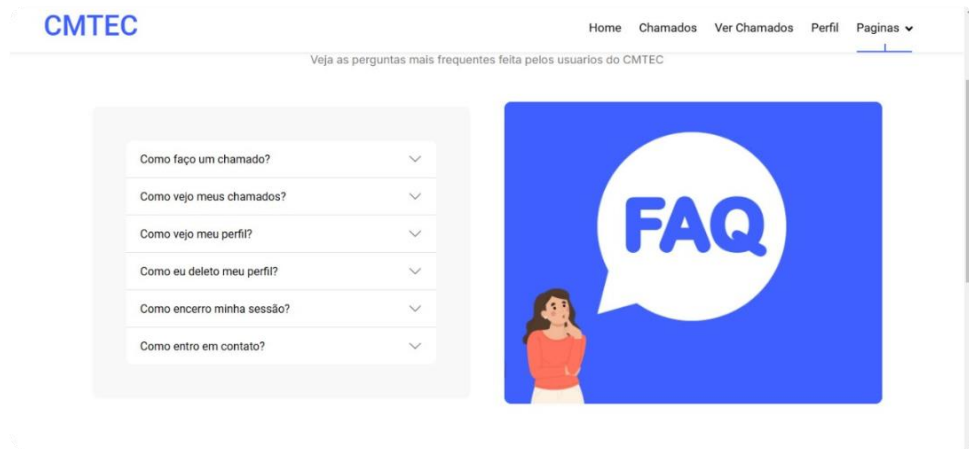 CMTEC
Home Chamados Ver Chamados Perfil Paginas
Veja as perguntas mais frequentes feita pelos usuarios do CMTEC
Como faço um chamado?
Como vejo meus chamados?
Como vejo meu perfil?
Como eu deleto meu perfil?
Como encerro minha sessão?
Como entro em contato?
FAQ